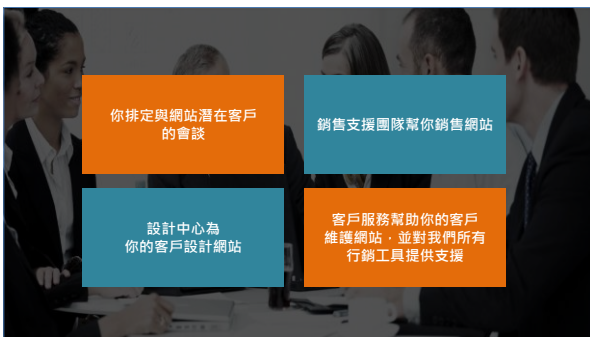 你排定與網站潛在客戶
的會談
銷售支援團隊幫你銷售網站
設計中心為
你的客戶設計網站
客戶服務幫助你的客戶
維護網站，並對我們所有
行銷工具提供支援